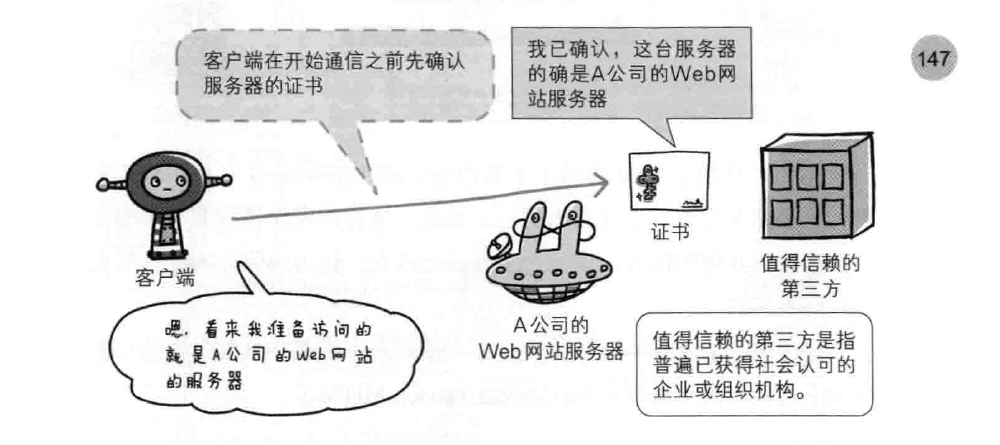 客户端在开始通信之前先确认
服务器的证书
我已确认，这台服务器
的确是A公司的Web网
站服务器
147
证书
客户端
值得信赖的
第三方
嗯，看来我准备访问的
就是A公司的Web网站
的服务器
A公司的
Web网站服务器
值得信赖的第三方是指
普遍已获得社会认可的
企业或组织机构。